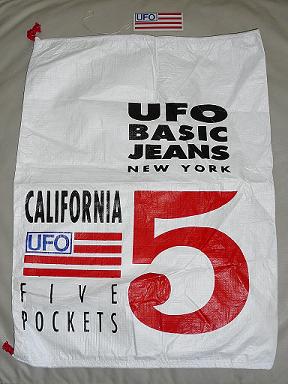 UFO
UFO
BASIC
JEANS
NEW YORK
CALIFORNIA
UFO
5
FIVE
POCKETS